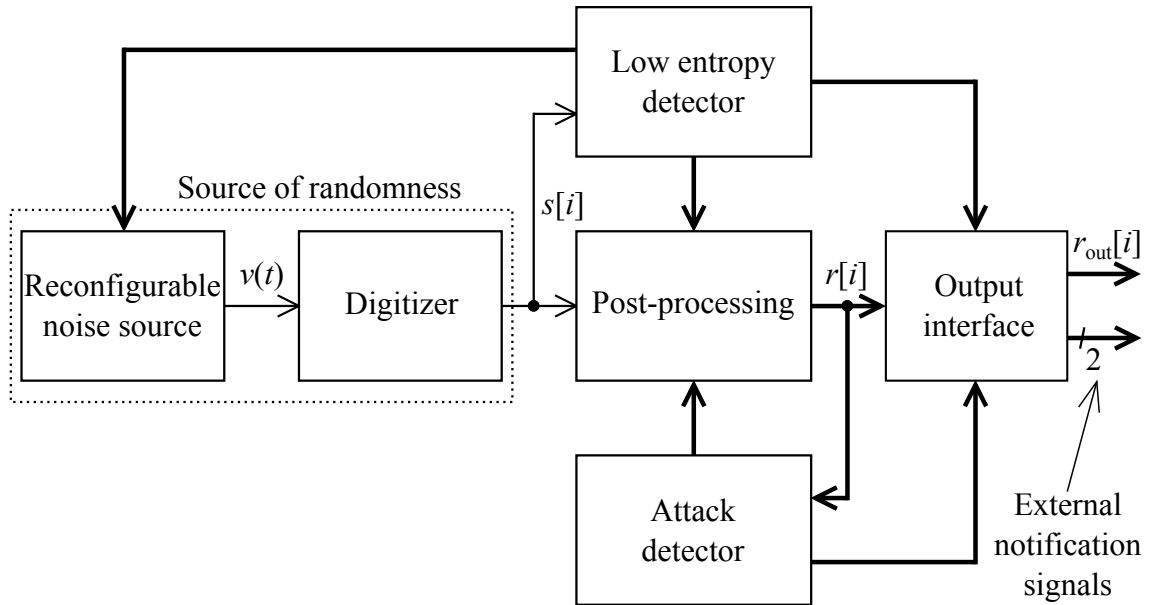 Low entropy
detector
Source of randomness
s[i]
Reconfigurable
noise source
v(t)
Digitizer
Post-processing
r[i]
Output
interface
r_out[i]
2
Attack
detector
External
notification
signals